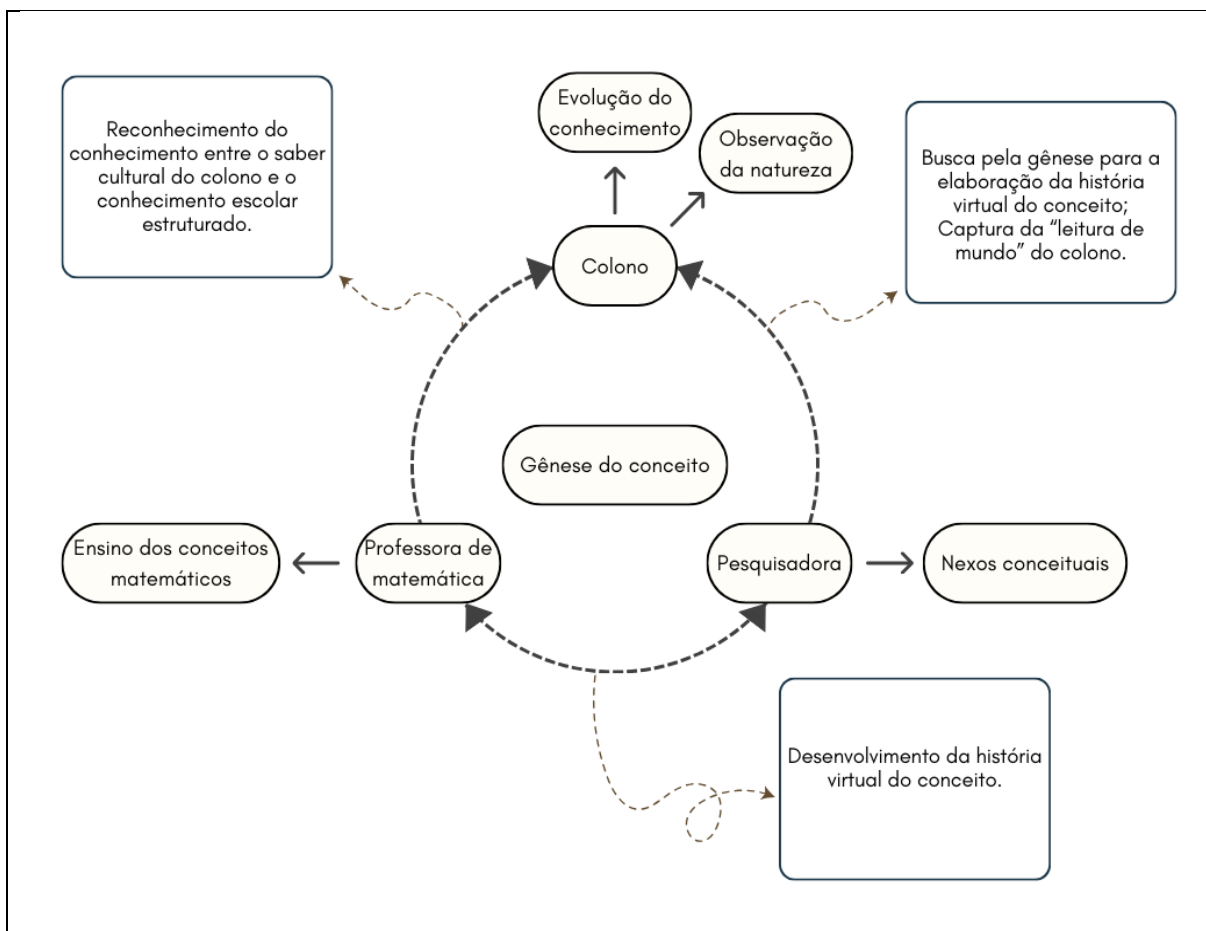 Evolução do
conhecimento
Observação
da natureza
Reconhecimento do
conhecimento entre o saber
cultural do colono e o
conhecimento escolar
estruturado.
Busca pela gênese para a
elaboração da história
virtual do conceito;
Captura da “leitura de
mundo” do colono.
Colono
Gênese do conceito
Ensino dos conceitos
matemáticos
Professora de
matemática
Pesquisadora
Nexos conceituais
Desenvolvimento da história
virtual do conceito.